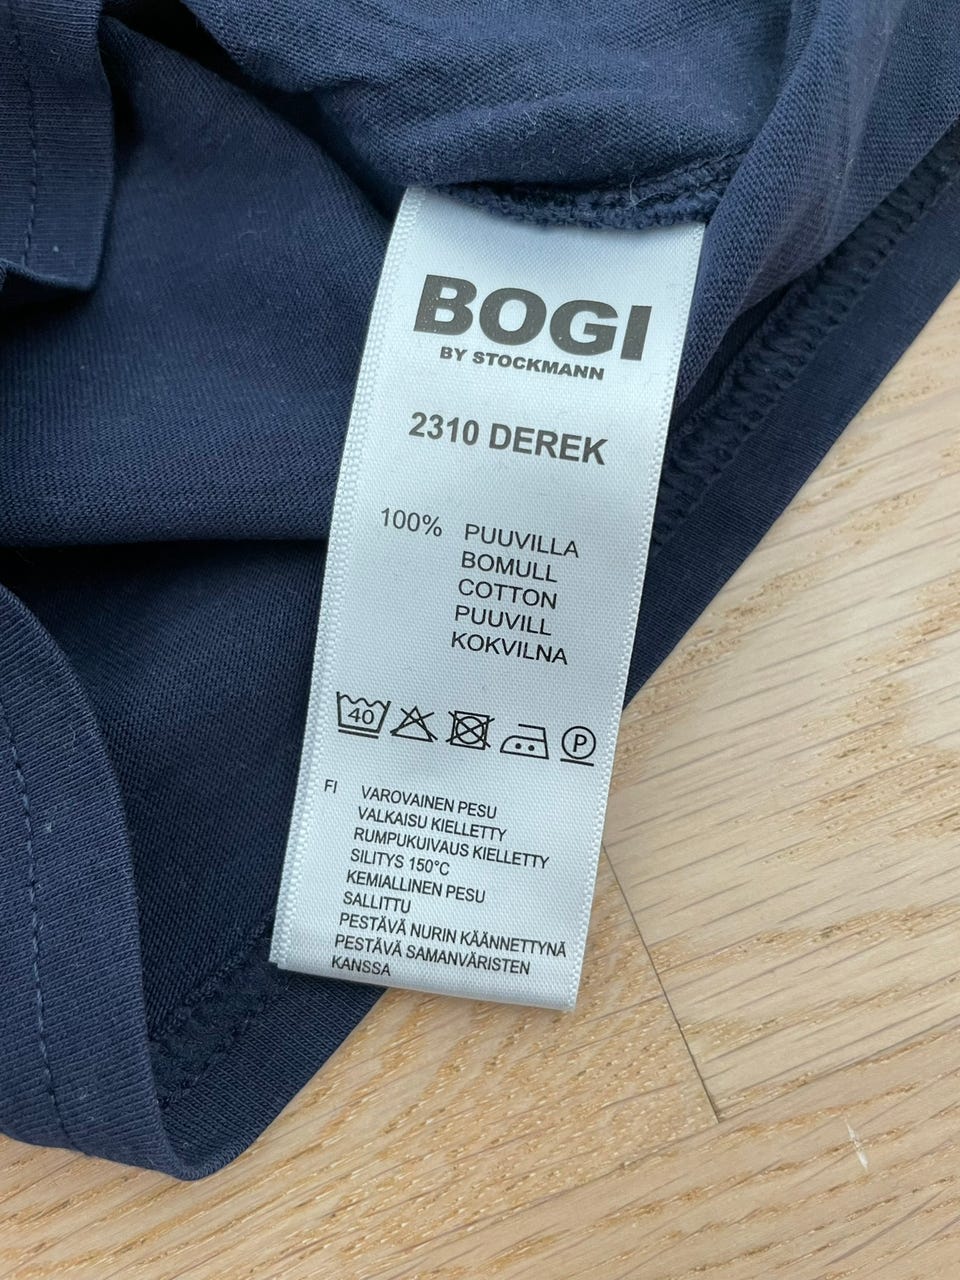 BOGI
BY STOCKMANN
2310 DEREK
100% PUUVILLA
BOMULL
COTTON
PUUVILL
KOKVILNA
40
P
FI VAROVAINEN PESU
VALKAISU KIELLETTY
RUMPUKUIVAUS KIELLETTY
SILITYS 150°C
KEMIALLINEN PESU
SALLITTU
PESTÄVÄ NURIN KÄÄNNETTYNÄ
PESTÄVÄ SAMANVÄRISTEN
KANSSA